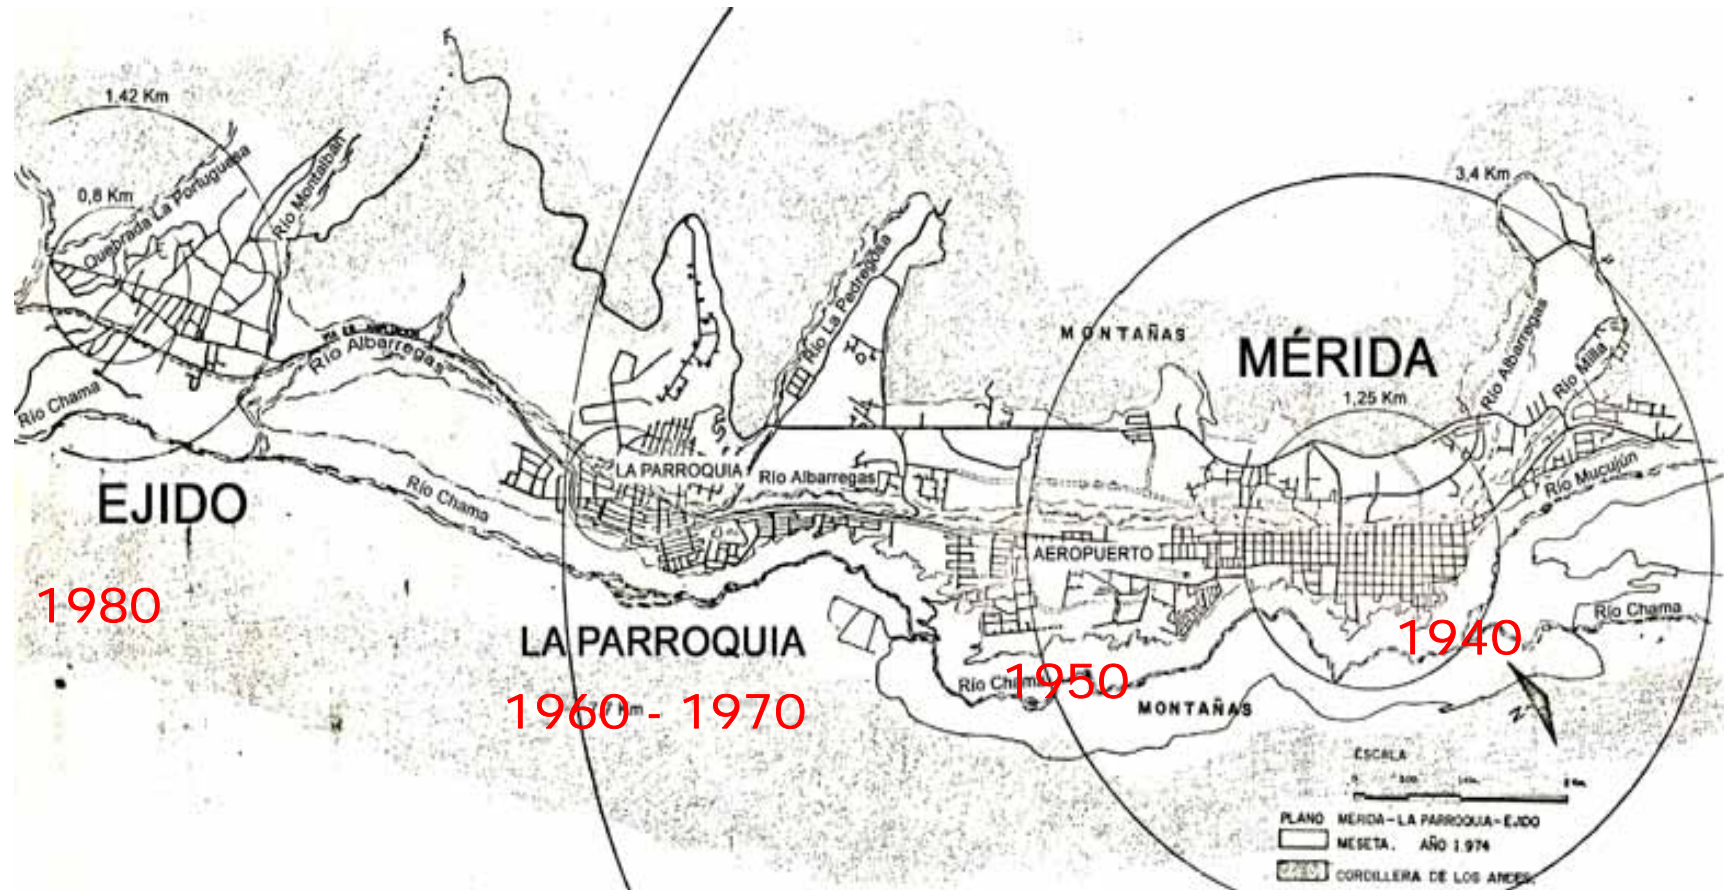 1.42 Km
0,8 Km
Quebrada La Portuguesa
Río Montalbán
Río Chama
Río Albarregas
EJIDO
1980
Río Chama
LA PARROQUIA
Río Albarregas
Río La Pedregosa
LA PARROQUIA
1960 - 1970
7,7 Km
MONTAÑAS
3,4 Km
MÉRIDA
1,25 Km
Río Albarregas
Río Milla
Río Mucujún
AEROPUERTO
1940
Río Chama
1950
Río Chama
MONTAÑAS
N
ESCALA
PLANO MERIDA-LA PARROQUIA-EJIDO
MESETA. AÑO 1.974
CORDILLERA DE LOS ANDES.